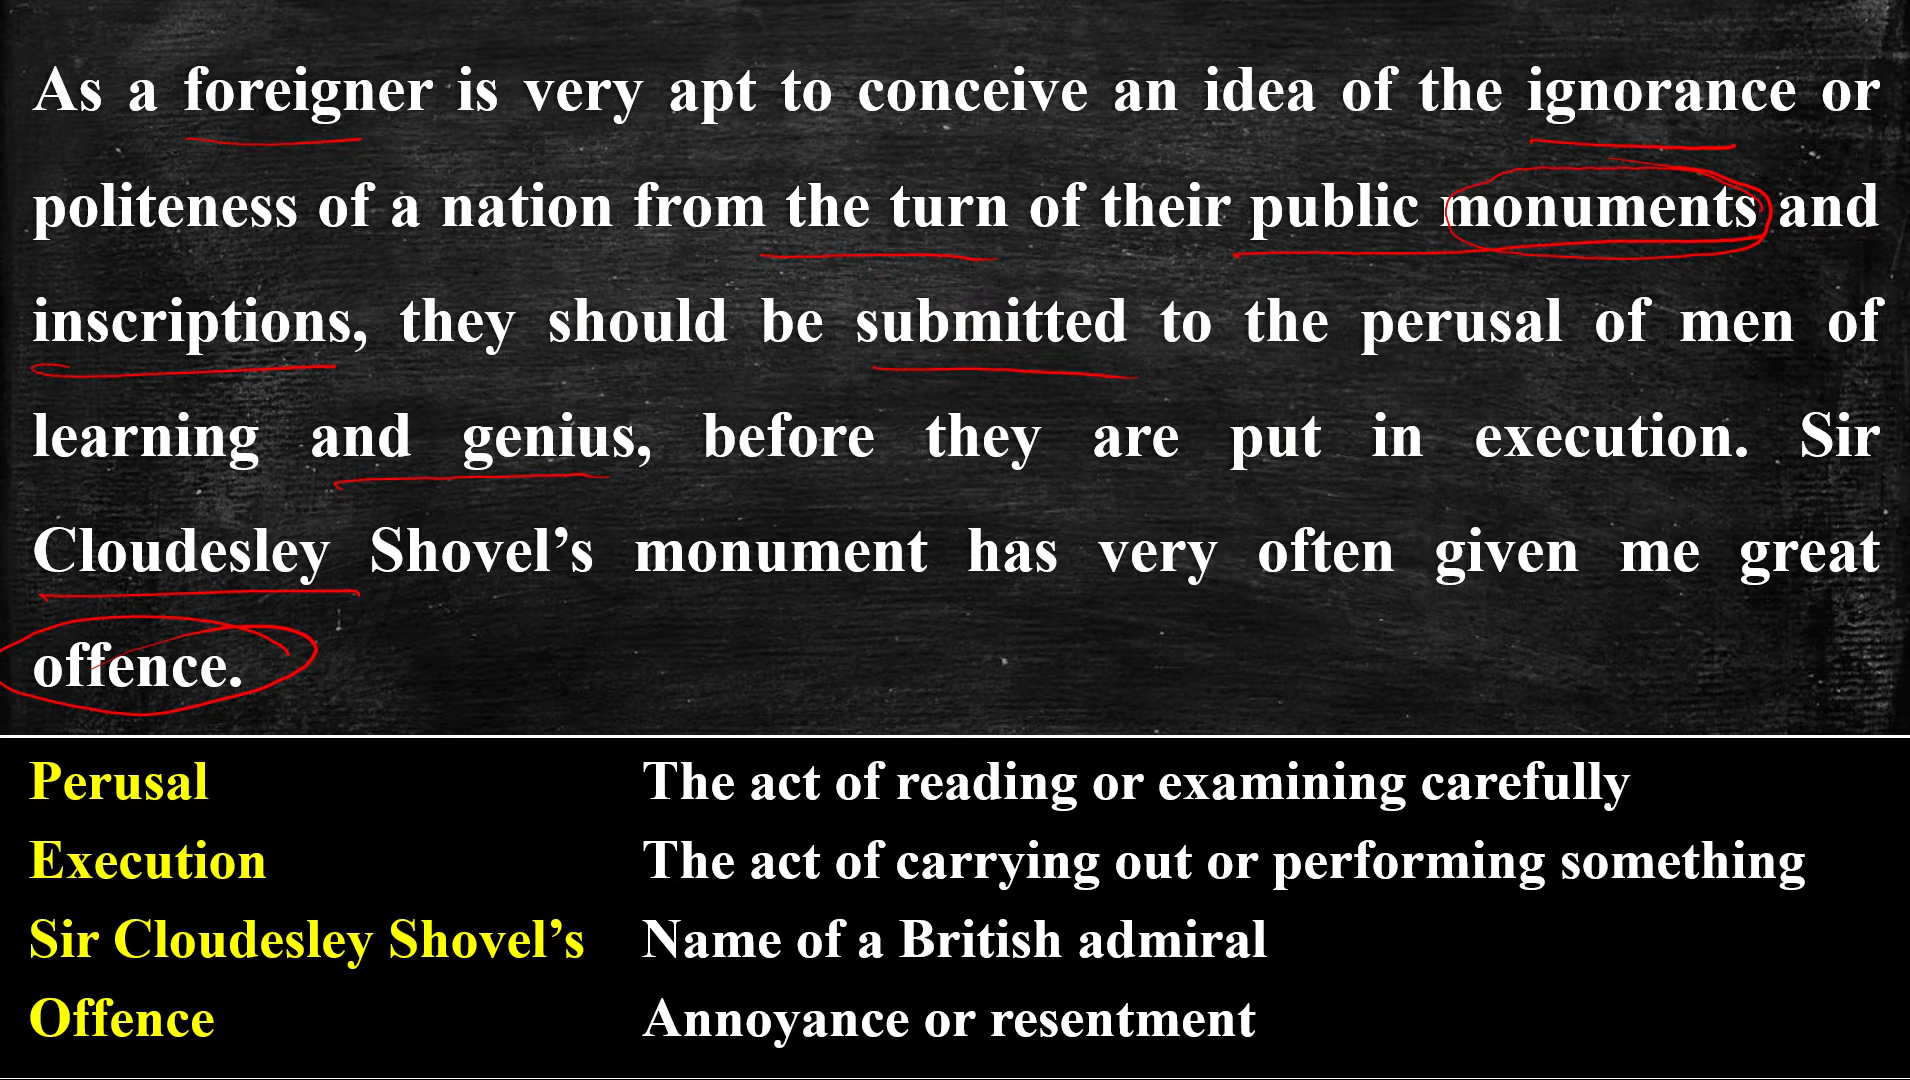 As a foreigner is very apt to conceive an idea of the ignorance or
politeness of a nation from the turn of their public monuments and
inscriptions, they should be submitted to the perusal of men of
learning and genius, before they are put in execution. Sir
Cloudesley Shovel’s monument has very often given me great
offence.
Perusal The act of reading or examining carefully
Execution The act of carrying out or performing something
Sir Cloudesley Shovel’s Name of a British admiral
Offence Annoyance or resentment